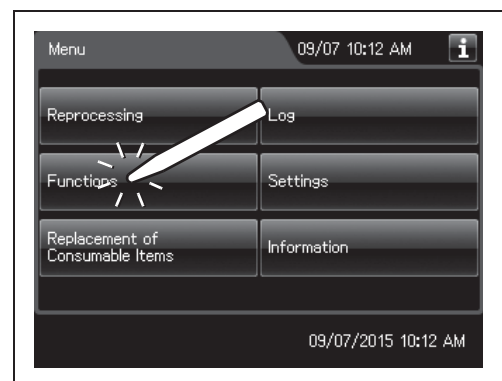 Menu 09/07 10:12 AM i
Reprocessing Log
Functions Settings
Replacement of
Consumable Items
Information
09/07/2015 10:12 AM